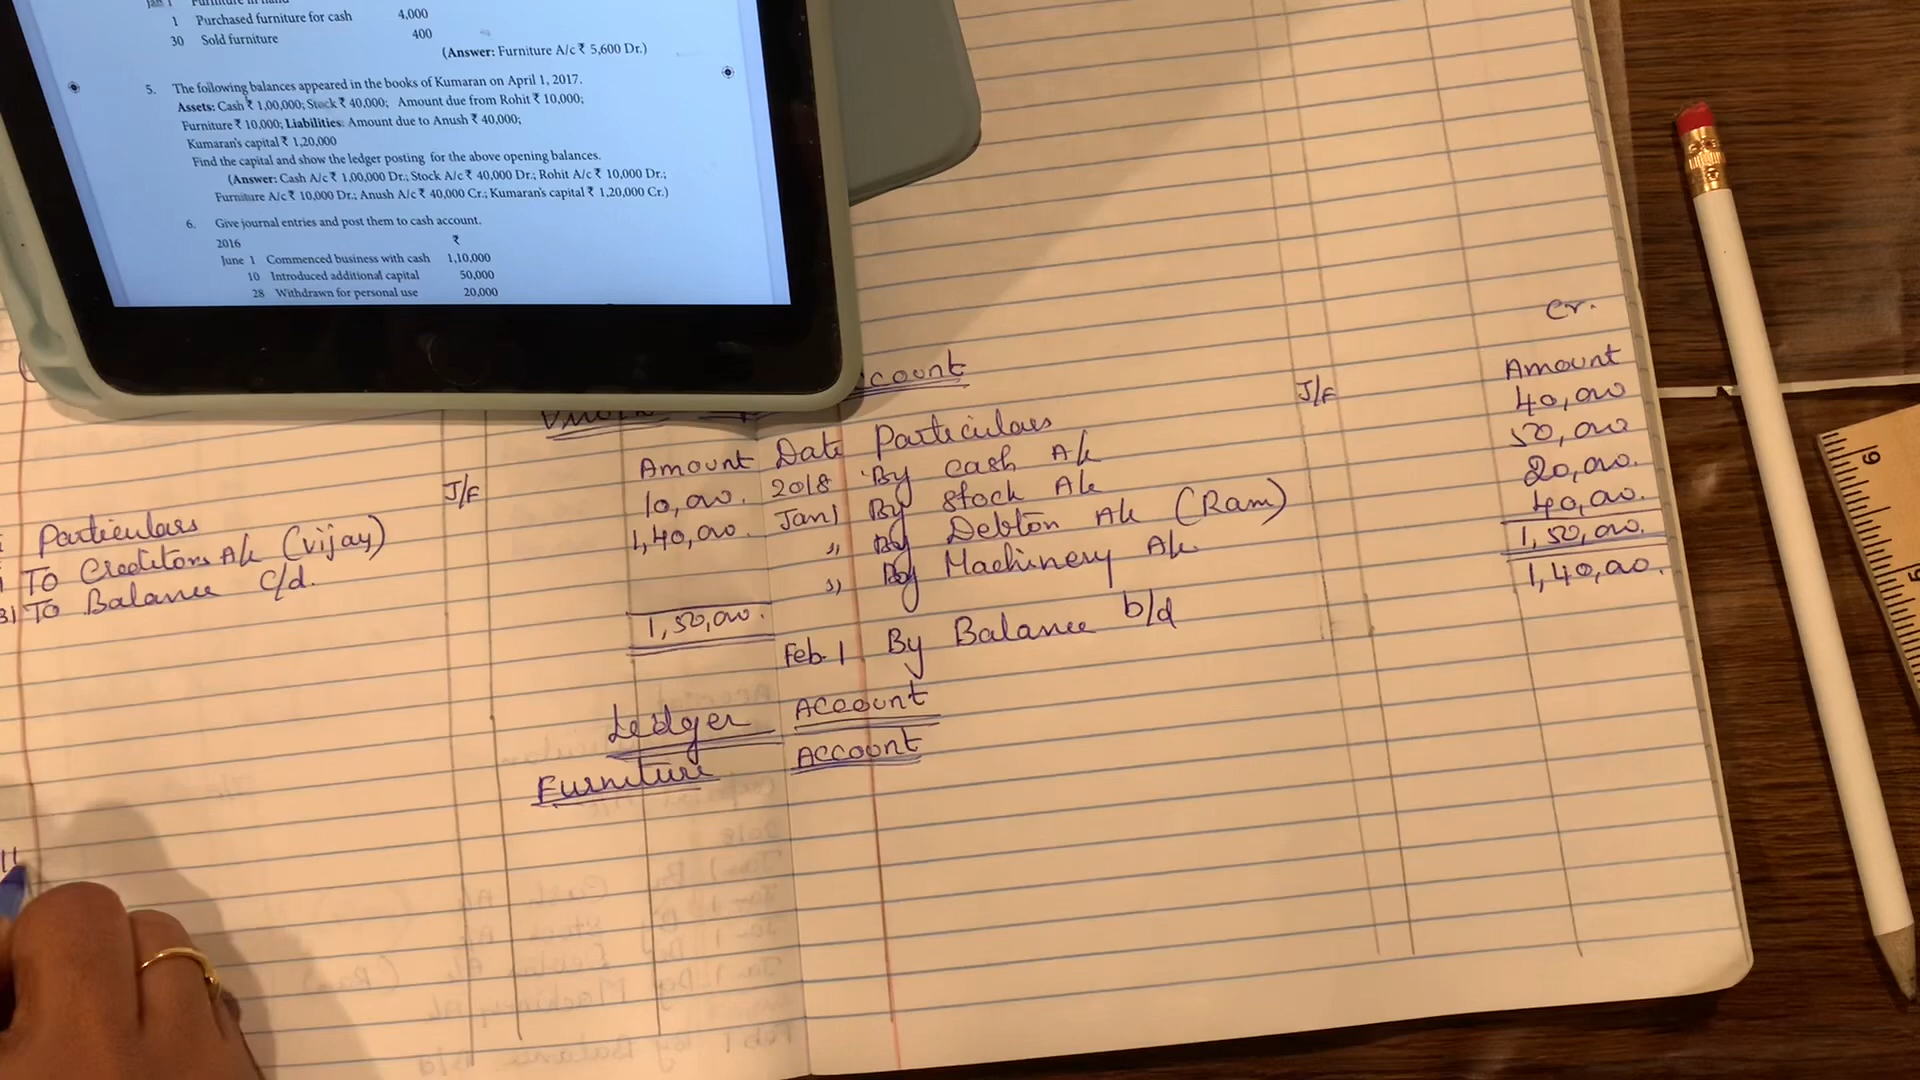 1 Purchased furniture for cash 4,000
30 Sold furniture 400
(Answer: Furniture A/c ₹ 5,600 Dr.)
5. The following balances appeared in the books of Kumaran on April 1, 2017.
Assets: Cash ₹ 1,00,000; Stock ₹ 40,000; Amount due from Rohit ₹ 10,000;
Furniture ₹ 10,000; Liabilities: Amount due to Anush ₹ 40,000;
Kumaran's capital ₹ 1,20,000
Find the capital and show the ledger posting for the above opening balances.
(Answer: Cash A/c ₹ 1,00,000 Dr.; Stock A/c ₹ 40,000 Dr.; Rohit A/c ₹ 10,000 Dr.;
Furniture A/c ₹ 10,000 Dr.; Anush A/c ₹ 40,000 Cr.; Kumaran's capital ₹ 1,20,000 Cr.)
6. Give journal entries and post them to cash account.
2016 ₹
June 1 Commenced business with cash 1,10,000
10 Introduced additional capital 50,000
28 Withdrawn for personal use 20,000
Cr.
count
Particulars J/F Amount Date Particulars J/F Amount
To Creditors A/c (Vijay) 10,000. 2018 By Cash A/c 40,000
31 To Balance c/d. 1,40,000. Jan 1 By Stock A/c 50,000
,, By Debtor A/c (Ram) 20,000.
,, By Machinery A/c 40,000.
1,50,000. 1,50,000.
Feb. 1 By Balance b/d 1,40,000.
Ledger Account
Furniture Account